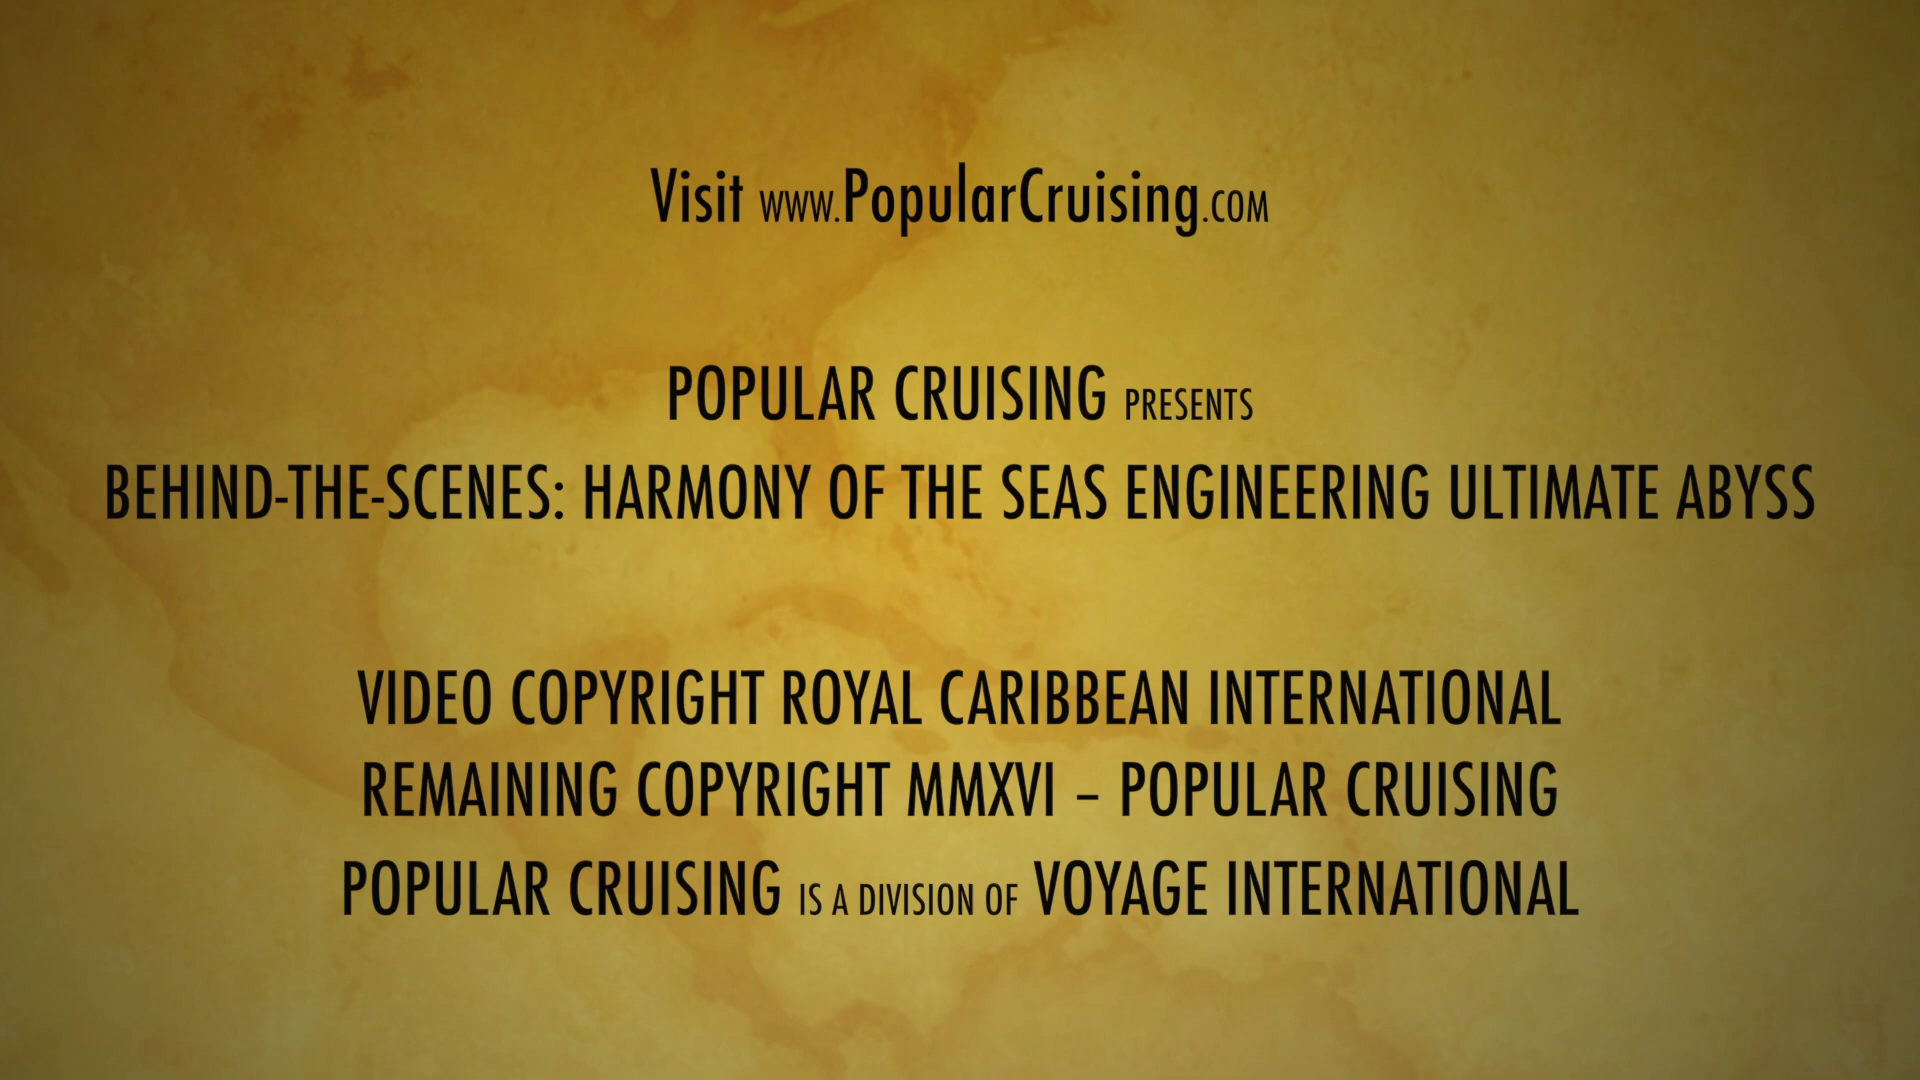 Visit www.PopularCruising.com
POPULAR CRUISING PRESENTS
BEHIND-THE-SCENES: HARMONY OF THE SEAS ENGINEERING ULTIMATE ABYSS
VIDEO COPYRIGHT ROYAL CARIBBEAN INTERNATIONAL
REMAINING COPYRIGHT MMXVI – POPULAR CRUISING
POPULAR CRUISING IS A DIVISION OF VOYAGE INTERNATIONAL